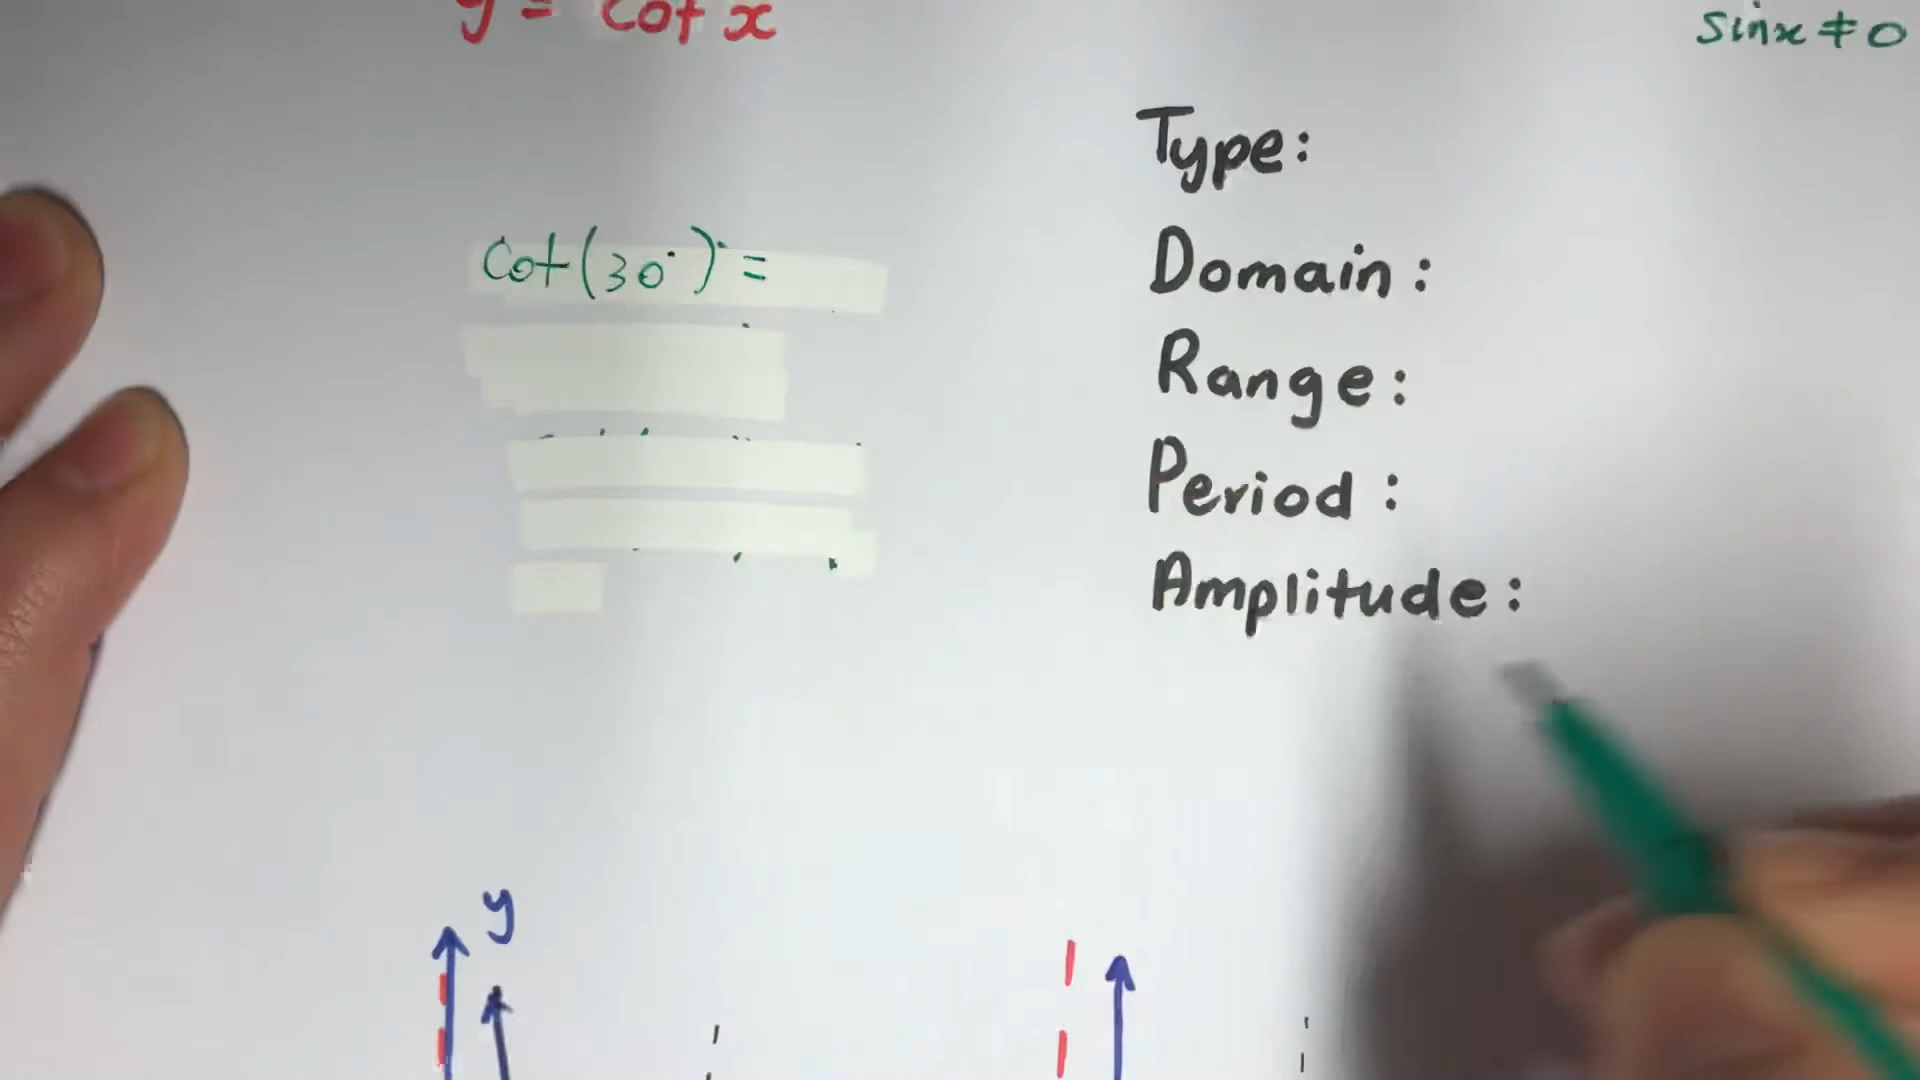 y = cot x
sinx ≠ 0
Type:
Cot(30°) =
Domain:
Range:
Period:
Amplitude:
y